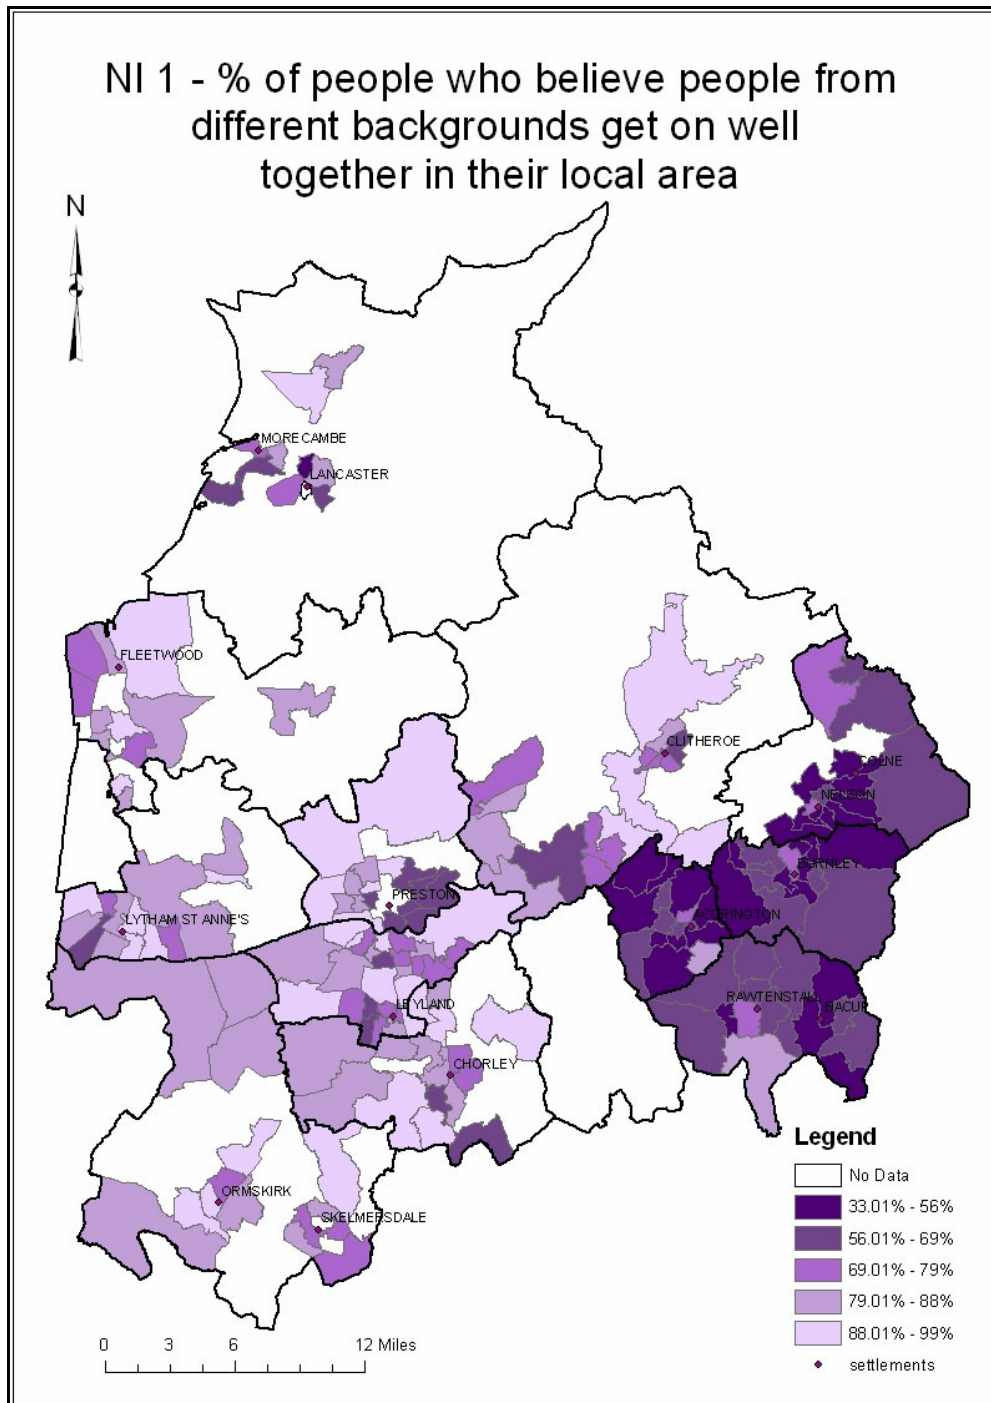 NI 1 - % of people who believe people from
different backgrounds get on well
together in their local area
N
MORECAMBE
LANCASTER
FLEETWOOD
CLITHEROE
COLNE
NELSON
BURNLEY
PRESTON
ACCRINGTON
LYTHAM ST ANNE'S
RAWTENSTALL
BACUP
LEYLAND
CHORLEY
ORMSKIRK
SKELMERSDALE
Legend
No Data
33.01% - 56%
56.01% - 69%
69.01% - 79%
79.01% - 88%
88.01% - 99%
settlements
0 3 6 12 Miles